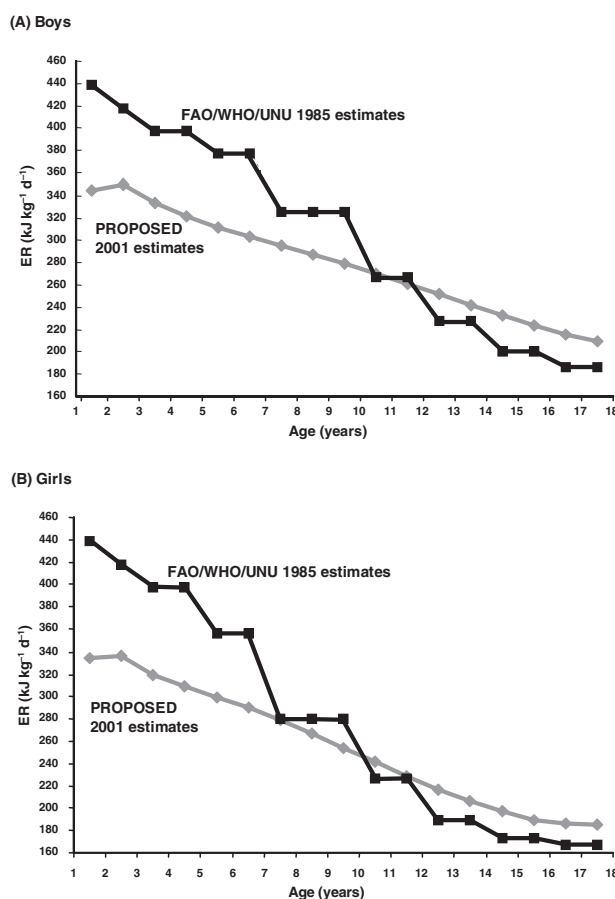 (A) Boys
460
440
420
400
380
360
340
320
300
280
260
240
220
200
180
160
ER (kJ kg⁻¹ d⁻¹)
FAO/WHO/UNU 1985 estimates
PROPOSED
2001 estimates
1 2 3 4 5 6 7 8 9 10 11 12 13 14 15 16 17 18
Age (years)
(B) Girls
460
440
420
400
380
360
340
320
300
280
260
240
220
200
180
160
ER (kJ kg⁻¹ d⁻¹)
FAO/WHO/UNU 1985 estimates
PROPOSED
2001 estimates
1 2 3 4 5 6 7 8 9 10 11 12 13 14 15 16 17 18
Age (years)